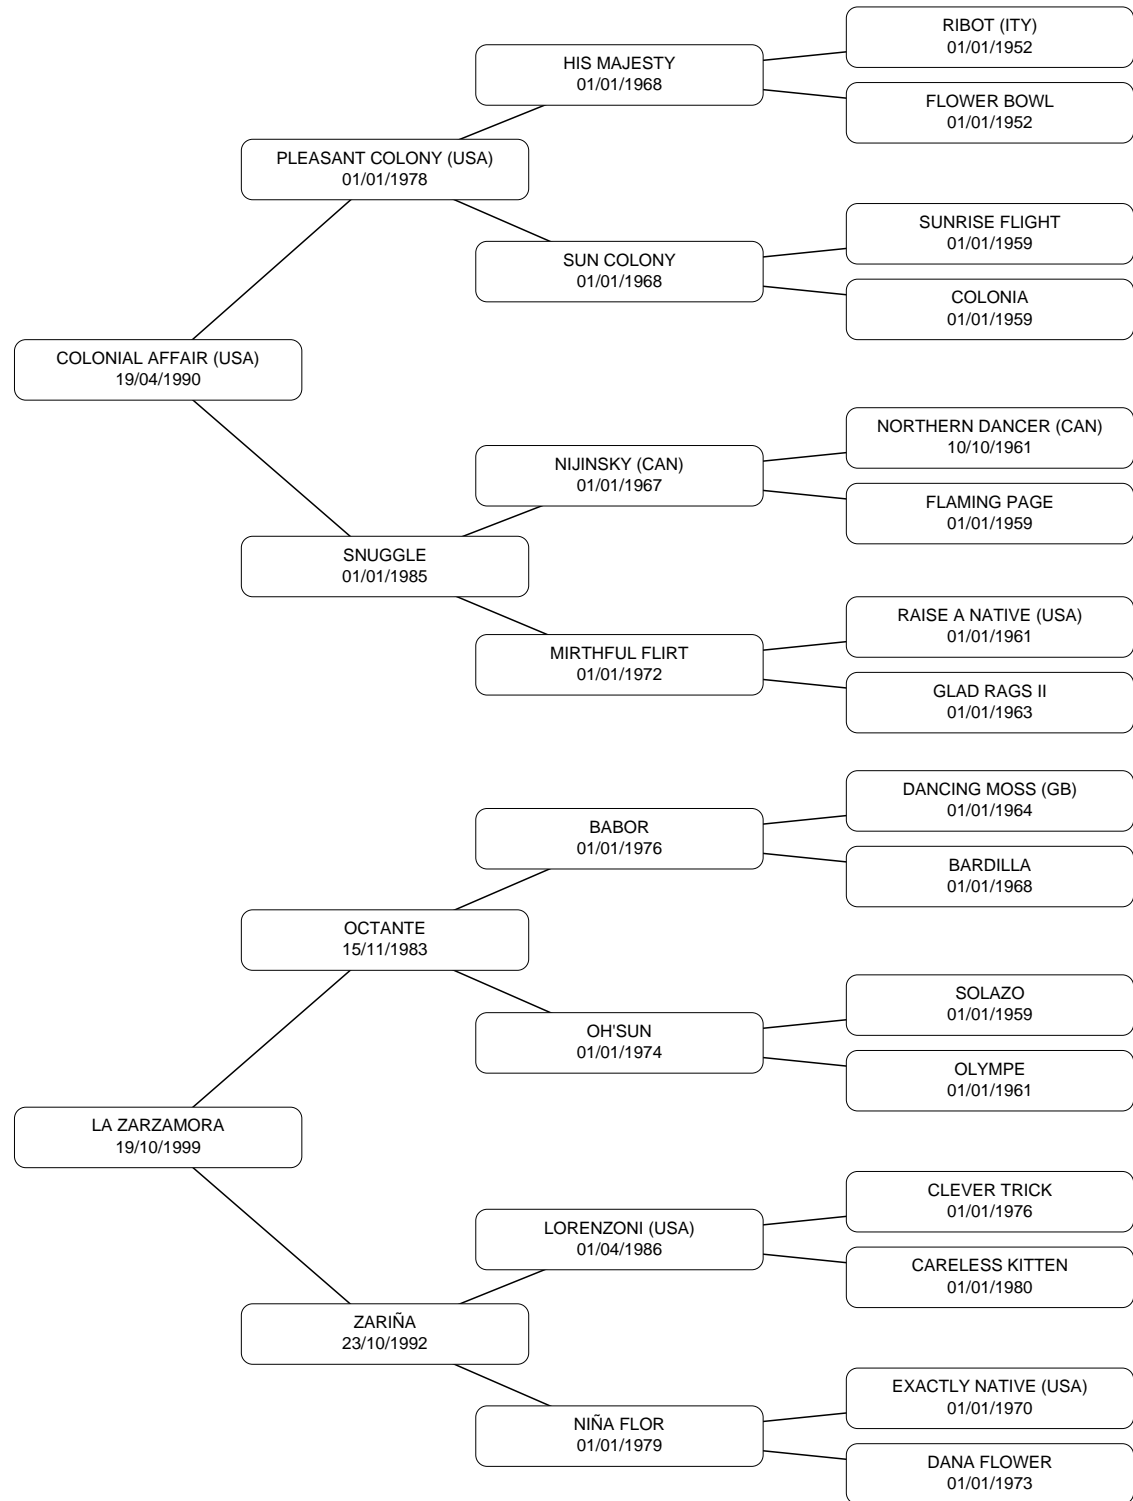 RIBOT (ITY)
01/01/1952
HIS MAJESTY
01/01/1968
FLOWER BOWL
01/01/1952
PLEASANT COLONY (USA)
01/01/1978
SUNRISE FLIGHT
01/01/1959
SUN COLONY
01/01/1968
COLONIA
01/01/1959
COLONIAL AFFAIR (USA)
19/04/1990
NORTHERN DANCER (CAN)
10/10/1961
NIJINSKY (CAN)
01/01/1967
FLAMING PAGE
01/01/1959
SNUGGLE
01/01/1985
RAISE A NATIVE (USA)
01/01/1961
MIRTHFUL FLIRT
01/01/1972
GLAD RAGS II
01/01/1963
DANCING MOSS (GB)
01/01/1964
BABOR
01/01/1976
BARDILLA
01/01/1968
OCTANTE
15/11/1983
SOLAZO
01/01/1959
OH'SUN
01/01/1974
OLYMPE
01/01/1961
LA ZARZAMORA
19/10/1999
CLEVER TRICK
01/01/1976
LORENZONI (USA)
01/04/1986
CARELESS KITTEN
01/01/1980
ZARIÑA
23/10/1992
EXACTLY NATIVE (USA)
01/01/1970
NIÑA FLOR
01/01/1979
DANA FLOWER
01/01/1973